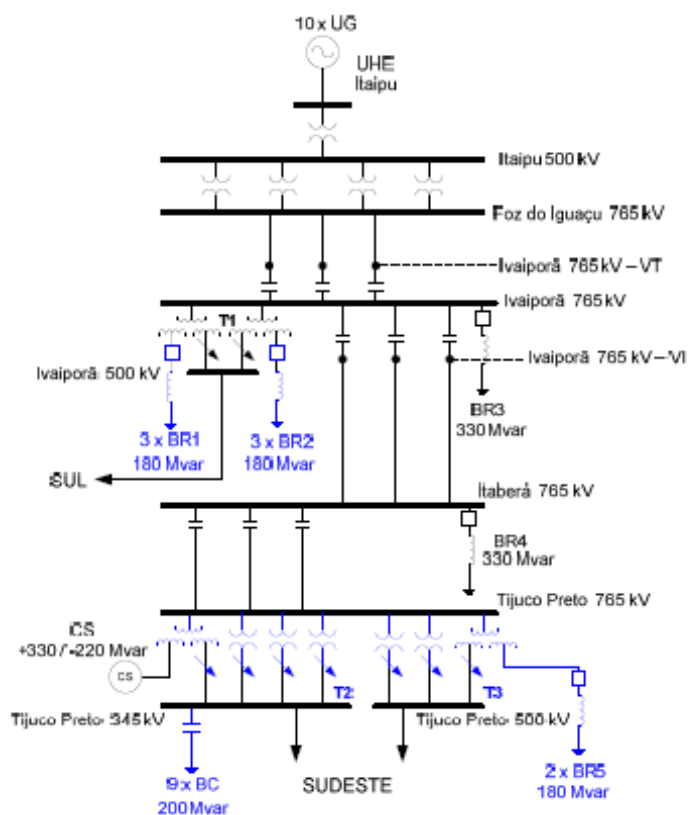 10 x UG
UHE
Itaipu
Itaipu 500 kV
Foz do Iguaçu 765 kV
Ivaiporã 765 kV – VT
Ivaiporã 765 kV
T1
Ivaiporã 765 kV – VI
Ivaiporã 500 kV
BR3
330 Mvar
3 x BR1
180 Mvar
3 x BR2
180 Mvar
SUL
Itaberá 765 kV
BR4
330 Mvar
Tijuco Preto 765 kV
CS
+330 / -220 Mvar
CS
T2
T3
Tijuco Preto 345 kV
Tijuco Preto 500 kV
9 x BC
200 Mvar
SUDESTE
2 x BR5
180 Mvar